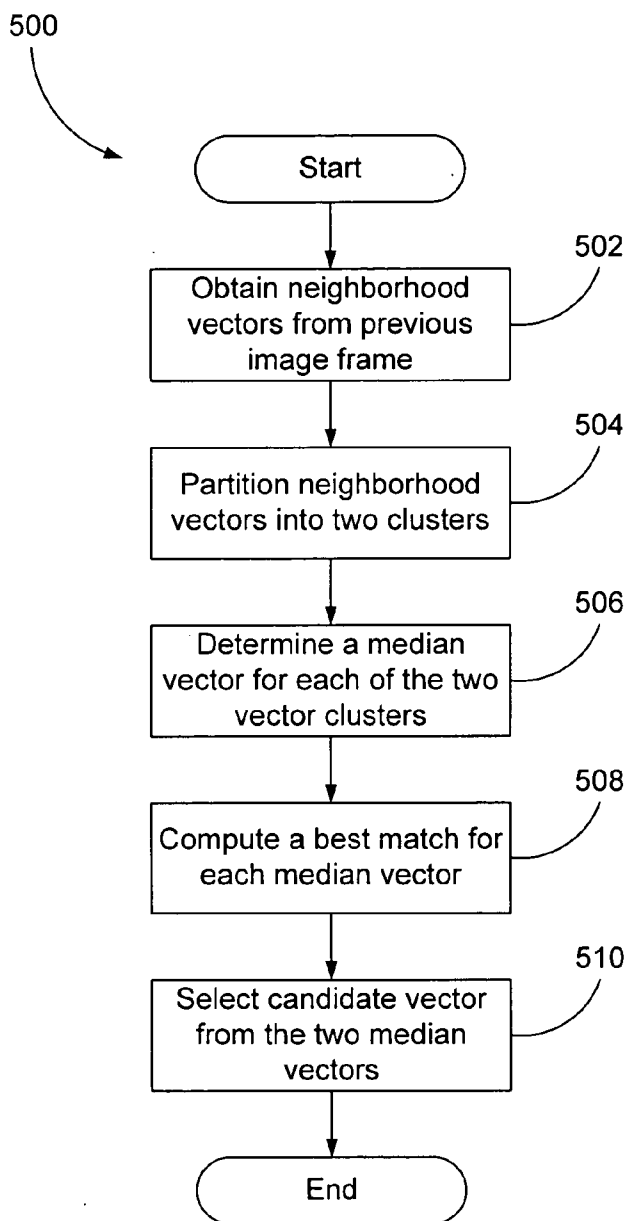 500
Start
502
Obtain neighborhood
vectors from previous
image frame
504
Partition neighborhood
vectors into two clusters
506
Determine a median
vector for each of the two
vector clusters
508
Compute a best match for
each median vector
510
Select candidate vector
from the two median
vectors
End